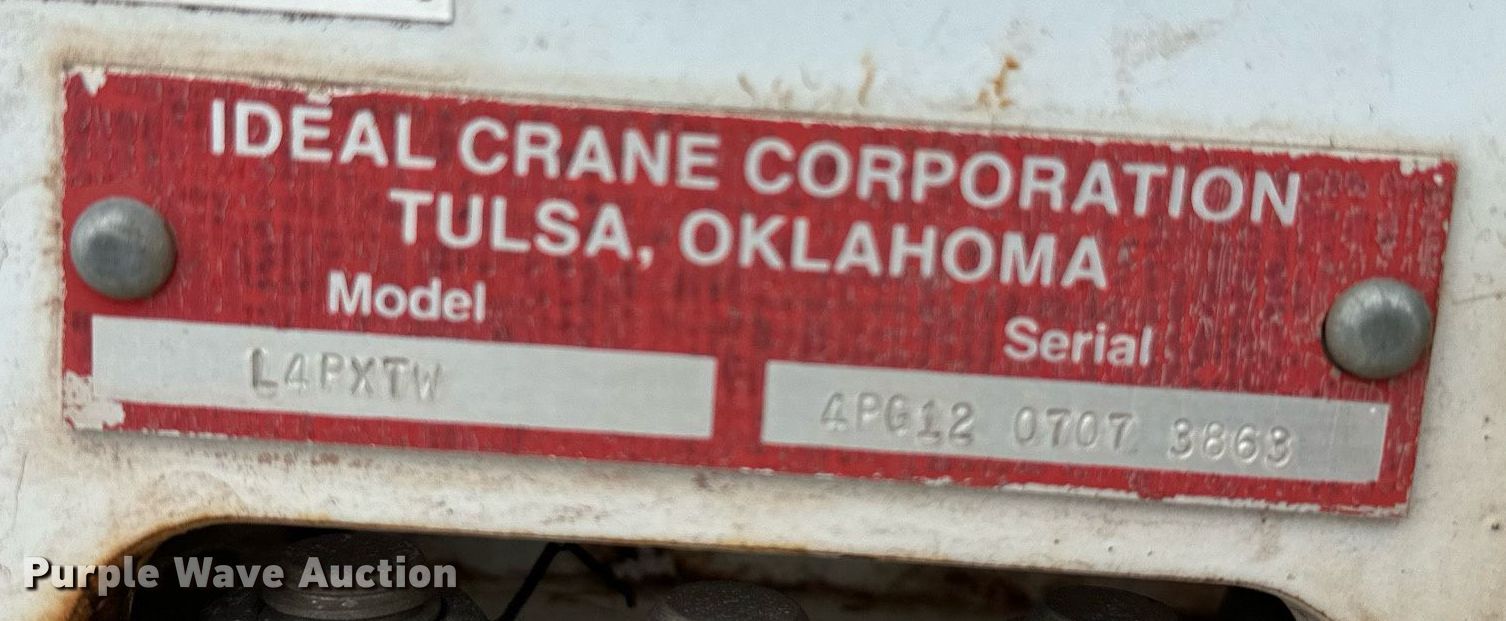 IDEAL CRANE CORPORATION
TULSA, OKLAHOMA
Model
Serial
L4PXTW
4PG12 0707 3863
Purple Wave Auction